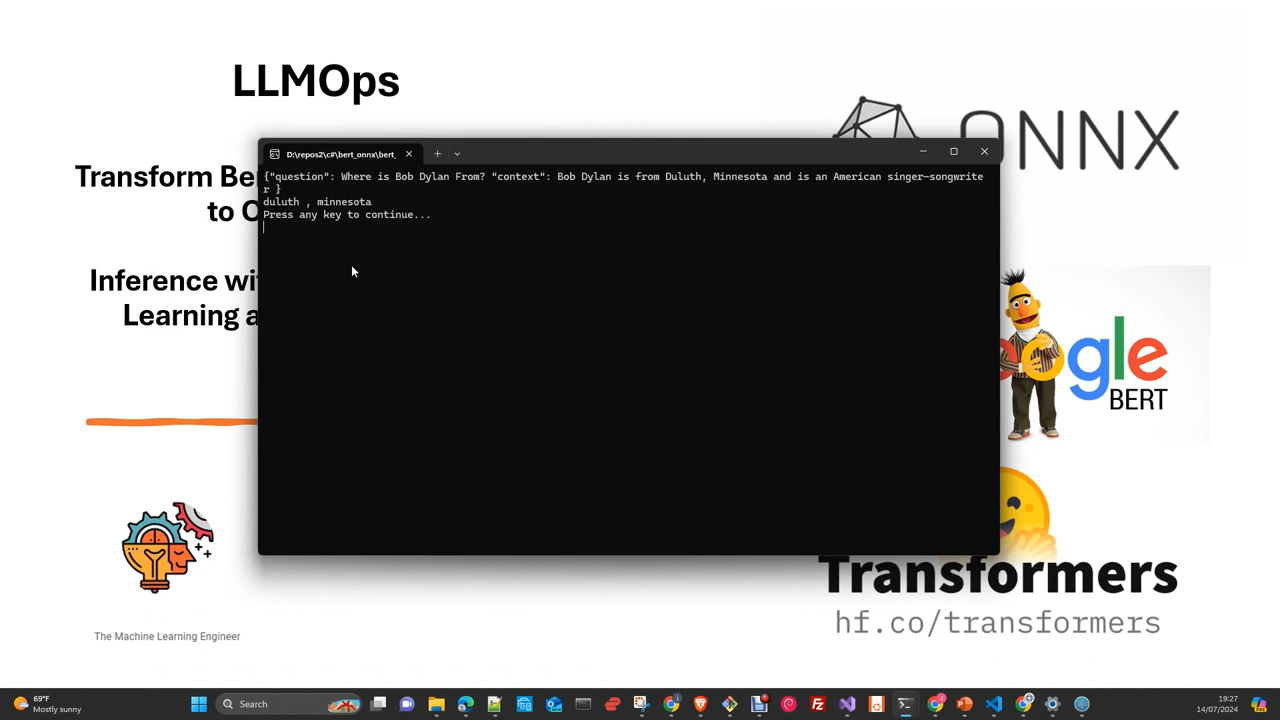 LLMOps
ONNX
D:\repos2\c#\bert_onnx\bert_
Transform Be
to
{"question": Where is Bob Dylan From? "context": Bob Dylan is from Duluth, Minnesota and is an American singer-songwrite
r }
duluth , minnesota
Press any key to continue...
Inference wi
Learning a
ogle
BERT
Transformers
hf.co/transformers
The Machine Learning Engineer
69°F
Mostly sunny
Search
19:27
14/07/2024